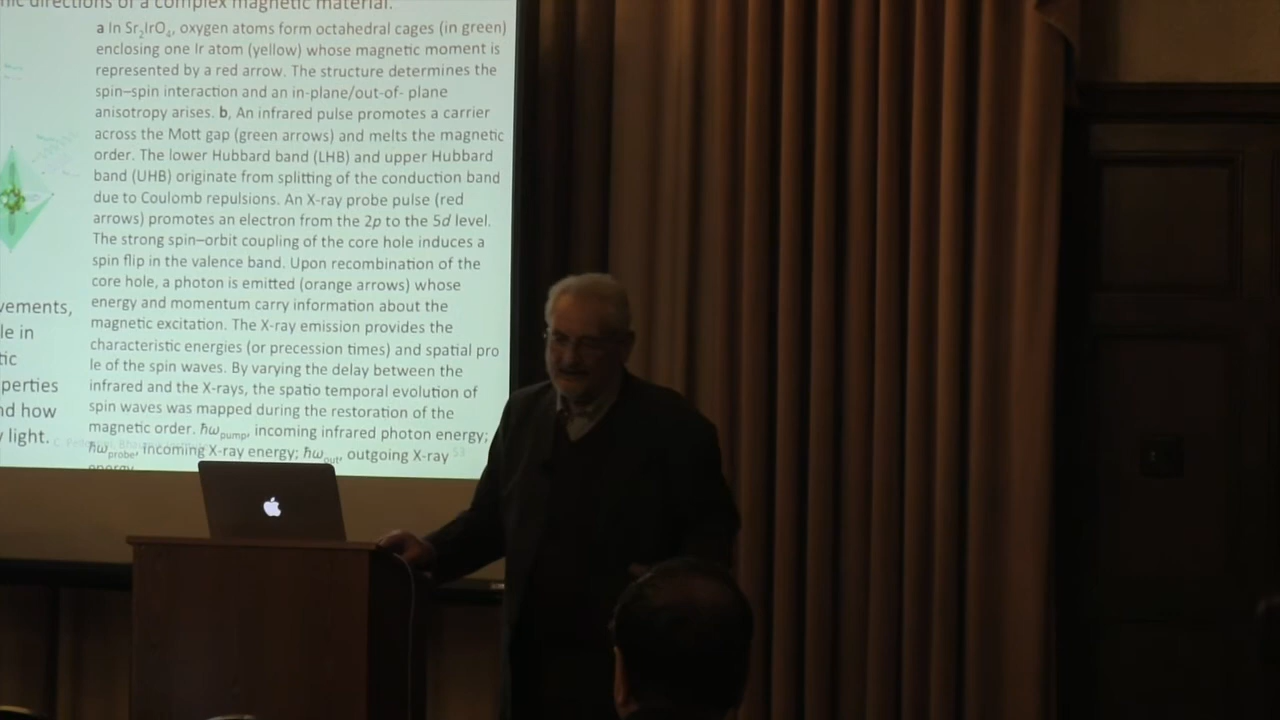 nic directions of a complex magnetic material.
a In Sr2IrO4, oxygen atoms form octahedral cages (in green)
enclosing one Ir atom (yellow) whose magnetic moment is
represented by a red arrow. The structure determines the
spin–spin interaction and an in-plane/out-of- plane
anisotropy arises. b, An infrared pulse promotes a carrier
across the Mott gap (green arrows) and melts the magnetic
order. The lower Hubbard band (LHB) and upper Hubbard
band (UHB) originate from splitting of the conduction band
due to Coulomb repulsions. An X-ray probe pulse (red
arrows) promotes an electron from the 2p to the 5d level.
The strong spin–orbit coupling of the core hole induces a
spin flip in the valence band. Upon recombination of the
core hole, a photon is emitted (orange arrows) whose
energy and momentum carry information about the
magnetic excitation. The X-ray emission provides the
characteristic energies (or precession times) and spatial pro
le of the spin waves. By varying the delay between the
infrared and the X-rays, the spatio temporal evolution of
spin waves was mapped during the restoration of the
magnetic order. ℏωpump, incoming infrared photon energy;
ℏωprobe, incoming X-ray energy; ℏωout, outgoing X-ray
energy
53
vements,
le in
tic
perties
nd how
y light.